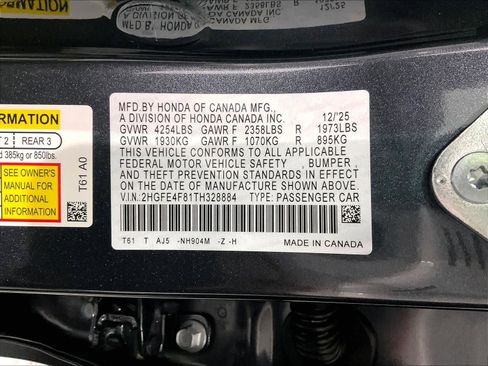 FORMATION
T 2 REAR 3
d 385kg or 850lbs.
SEE OWNER'S
MANUAL FOR
ADDITIONAL
INFORMATION
T61 A0
MFD.BY HONDA OF CANADA MFG.,
A DIVISION OF HONDA CANADA INC. 12/'25
GVWR 4254LBS GAWR F 2358LBS R 1973LBS
GVWR 1930KG GAWR F 1070KG R 895KG
THIS VEHICLE CONFORMS TO ALL APPLICABLE
FEDERAL MOTOR VEHICLE SAFETY , BUMPER ,
AND THEFT PREVENTION STANDARDS IN EFFECT
ON THE DATE OF MANUFACTURE SHOWN ABOVE.
V.I.N.:2HGFE4F81TH328884 TYPE: PASSENGER CAR
T61 T AJ5 -NH904M -Z -H MADE IN CANADA